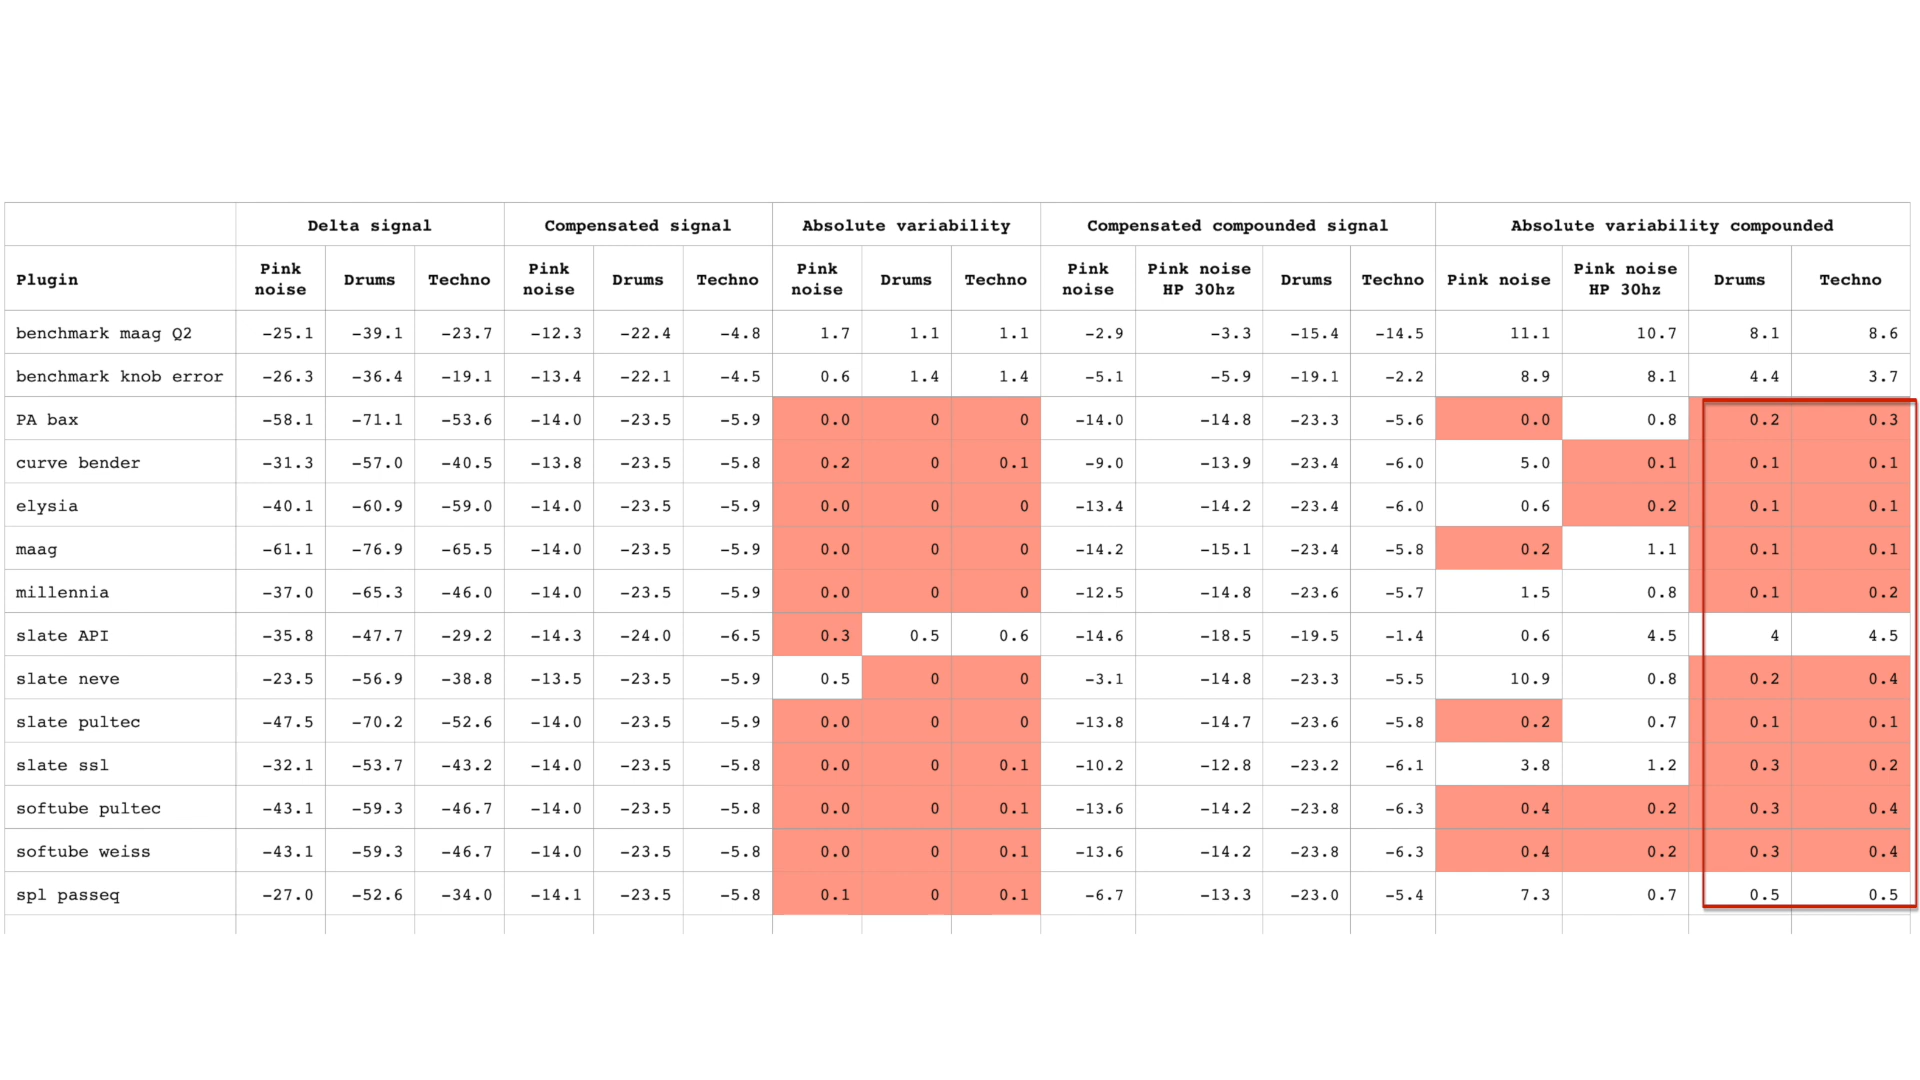 Delta signal Compensated signal Absolute variability Compensated compounded signal Absolute variability compounded
Plugin Pink noise Drums Techno Pink noise Drums Techno Pink noise Drums Techno Pink noise Pink noise HP 30hz Drums Techno Pink noise Pink noise HP 30hz Drums Techno
benchmark maag Q2 -25.1 -39.1 -23.7 -12.3 -22.4 -4.8 1.7 1.1 1.1 -2.9 -3.3 -15.4 -14.5 11.1 10.7 8.1 8.6
benchmark knob error -26.3 -36.4 -19.1 -13.4 -22.1 -4.5 0.6 1.4 1.4 -5.1 -5.9 -19.1 -2.2 8.9 8.1 4.4 3.7
PA bax -58.1 -71.1 -53.6 -14.0 -23.5 -5.9 0.0 0 0 -14.0 -14.8 -23.3 -5.6 0.0 0.8 0.2 0.3
curve bender -31.3 -57.0 -40.5 -13.8 -23.5 -5.8 0.2 0 0.1 -9.0 -13.9 -23.4 -6.0 5.0 0.1 0.1 0.1
elysia -40.1 -60.9 -59.0 -14.0 -23.5 -5.9 0.0 0 0 -13.4 -14.2 -23.4 -6.0 0.6 0.2 0.1 0.1
maag -61.1 -76.9 -65.5 -14.0 -23.5 -5.9 0.0 0 0 -14.2 -15.1 -23.4 -5.8 0.2 1.1 0.1 0.1
millennia -37.0 -65.3 -46.0 -14.0 -23.5 -5.9 0.0 0 0 -12.5 -14.8 -23.6 -5.7 1.5 0.8 0.1 0.2
slate API -35.8 -47.7 -29.2 -14.3 -24.0 -6.5 0.3 0.5 0.6 -14.6 -18.5 -19.5 -1.4 0.6 4.5 4 4.5
slate neve -23.5 -56.9 -38.8 -13.5 -23.5 -5.9 0.5 0 0 -3.1 -14.8 -23.3 -5.5 10.9 0.8 0.2 0.4
slate pultec -47.5 -70.2 -52.6 -14.0 -23.5 -5.9 0.0 0 0 -13.8 -14.7 -23.6 -5.8 0.2 0.7 0.1 0.1
slate ssl -32.1 -53.7 -43.2 -14.0 -23.5 -5.8 0.0 0 0.1 -10.2 -12.8 -23.2 -6.1 3.8 1.2 0.3 0.2
softube pultec -43.1 -59.3 -46.7 -14.0 -23.5 -5.8 0.0 0 0.1 -13.6 -14.2 -23.8 -6.3 0.4 0.2 0.3 0.4
softube weiss -43.1 -59.3 -46.7 -14.0 -23.5 -5.8 0.0 0 0.1 -13.6 -14.2 -23.8 -6.3 0.4 0.2 0.3 0.4
spl passeq -27.0 -52.6 -34.0 -14.1 -23.5 -5.8 0.1 0 0.1 -6.7 -13.3 -23.0 -5.4 7.3 0.7 0.5 0.5